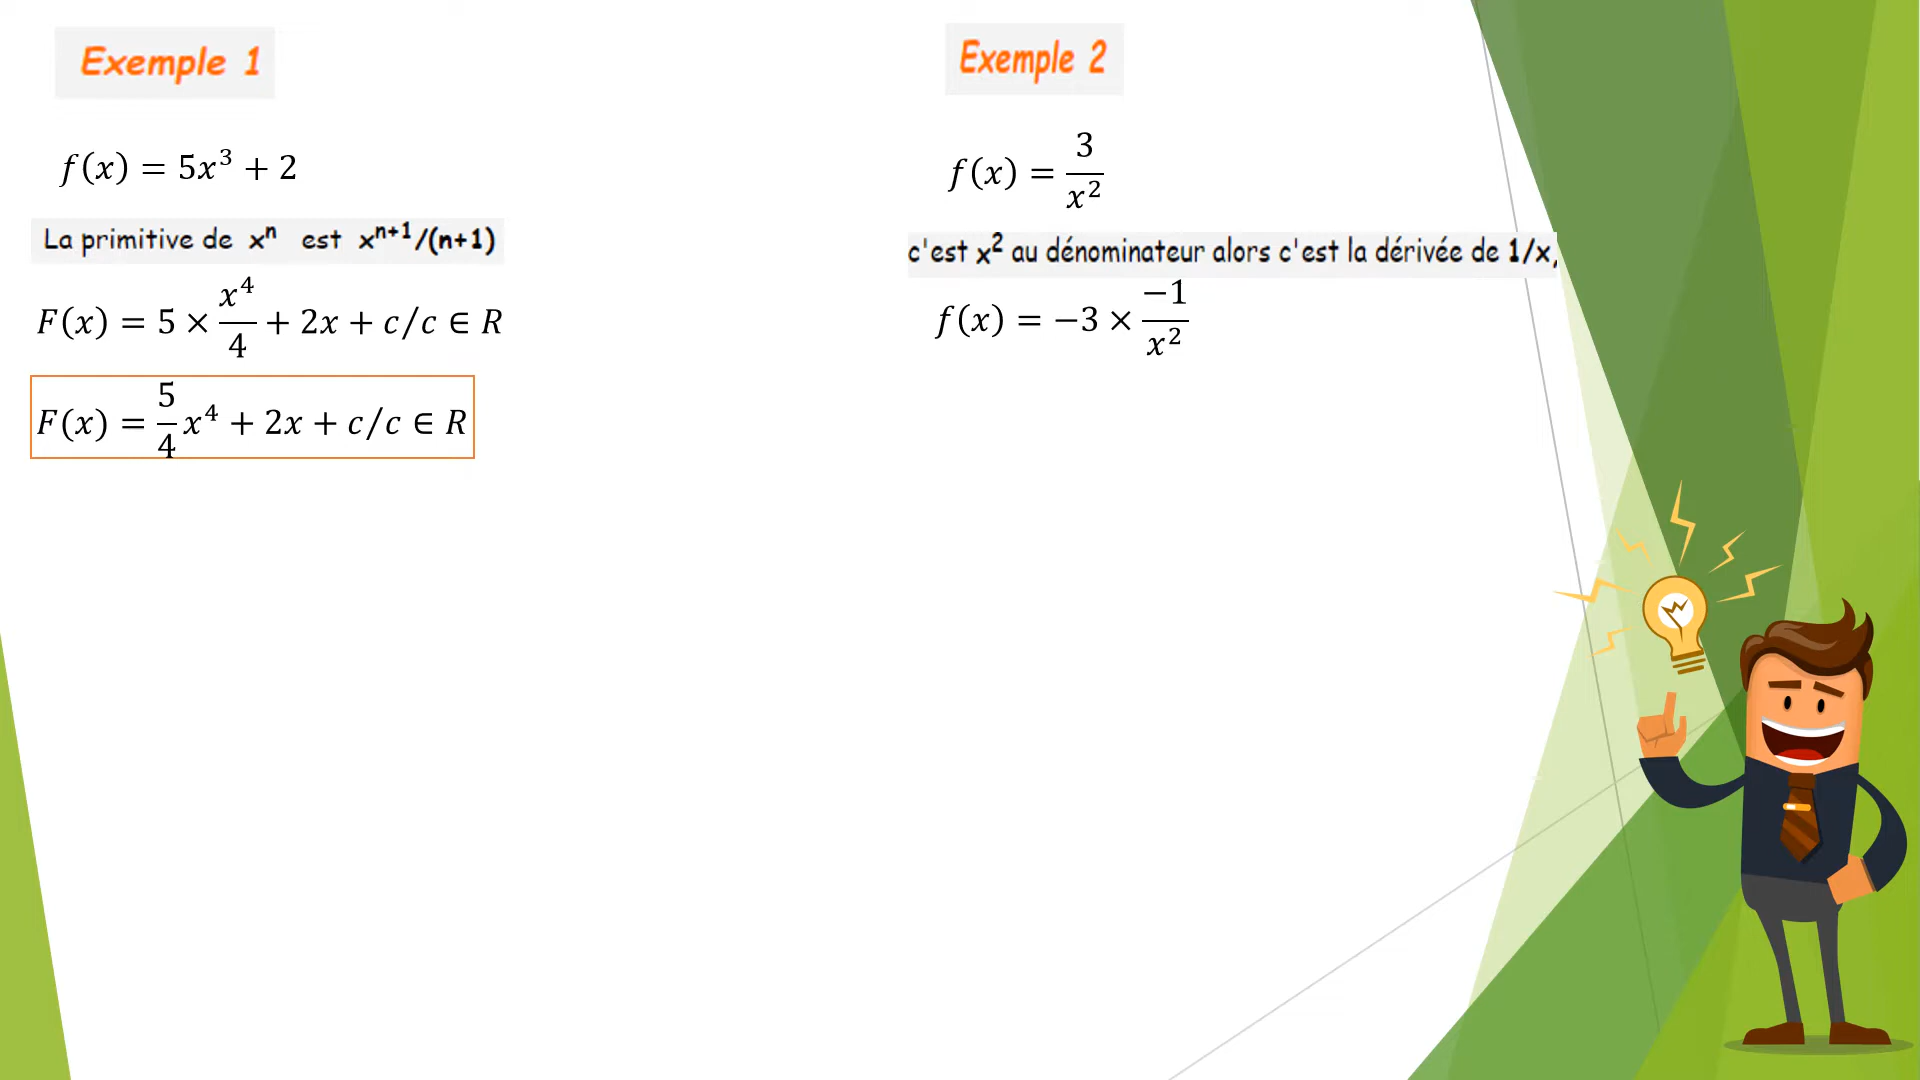 Exemple 1
f(x) = 5x³ + 2
La primitive de xⁿ est xⁿ⁺¹/(n+1)
F(x) = 5 × x⁴/4 + 2x + c/c ∈ R
F(x) = 5/4 x⁴ + 2x + c/c ∈ R
Exemple 2
f(x) = 3/x²
c'est x² au dénominateur alors c'est la dérivée de 1/x,
f(x) = −3 × −1/x²